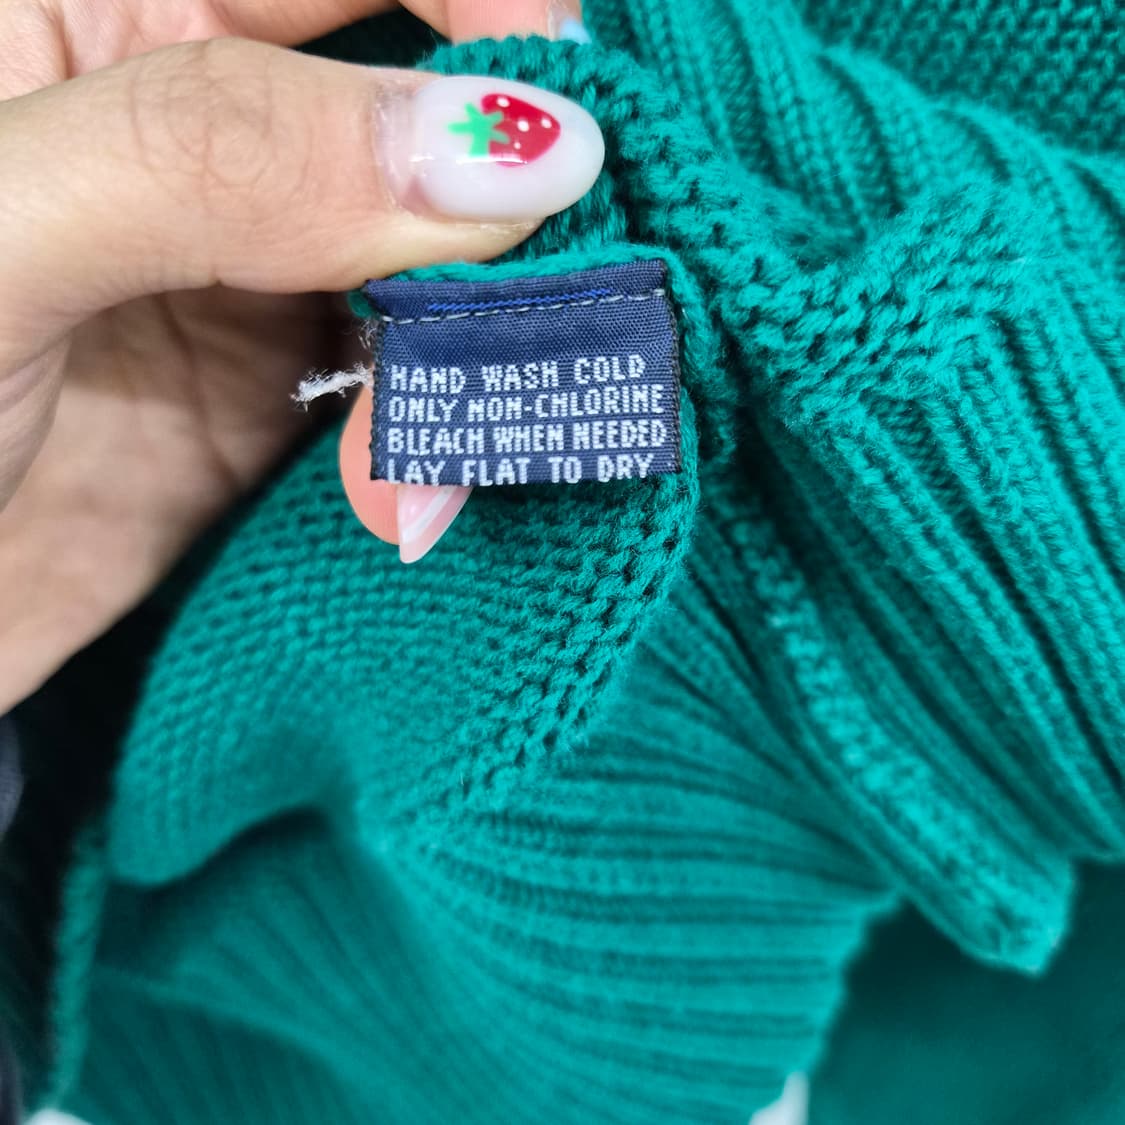 HAND WASH COLD
ONLY NON-CHLORINE
BLEACH WHEN NEEDED
LAY FLAT TO DRY